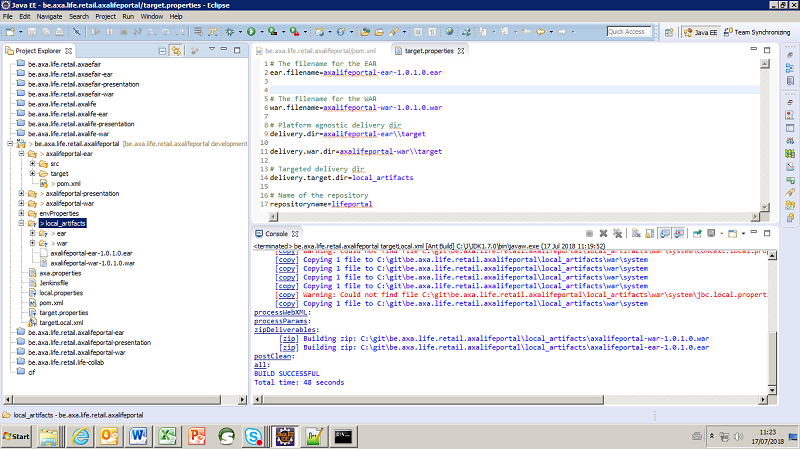 Java EE - be.axa.life.retail.axalifeportal/target.properties - Eclipse
File Edit Navigate Search Project Run Window Help
Quick Access
Java EE
Team Synchronizing
Project Explorer
be.axa.life.retail.axaefair
be.axa.life.retail.axaefair-ear
be.axa.life.retail.axaefair-presentation
be.axa.life.retail.axaefair-war
be.axa.life.retail.axalife
be.axa.life.retail.axalife-ear
be.axa.life.retail.axalife-presentation
be.axa.life.retail.axalife-war
> be.axa.life.retail.axalifeportal [be.axa.life.retail.axalifeportal development
> axalifeportal-ear
src
> target
> pom.xml
> axalifeportal-presentation
> axalifeportal-war
envProperties
> local_artifacts
> ear
> war
axalifeportal-ear-1.0.1.0.ear
axalifeportal-war-1.0.1.0.war
axa.properties
Jenkinsfile
local.properties
pom.xml
target.properties
targetLocal.xml
be.axa.life.retail.axalifeportal-ear
be.axa.life.retail.axalifeportal-presentation
be.axa.life.retail.axalifeportal-war
be.axa.life.retail.life-collab
cif
be.axa.life.retail.axalifeportal/pom.xml
target.properties
1 # The filename for the EAR
2 ear.filename=axalifeportal-ear-1.0.1.0.ear
3
4
5 # The filename for the WAR
6 war.filename=axalifeportal-war-1.0.1.0.war
7
8 # Platform agnostic delivery dir
9 delivery.dir=axalifeportal-ear\\target
10
11 delivery.war.dir=axalifeportal-war\\target
12
13 # Targeted delivery dir
14 delivery.target.dir=local_artifacts
15
16 # Name of the repository
17 repositoryname=lifeportal
Console
<terminated> be.axa.life.retail.axalifeportal targetLocal.xml [Ant Build] C:\IJDK1.7.0\bin\javaw.exe (17 Jul 2018 11:19:52)
[copy] Warning: Could not find file C:\git\be.axa.life.retail.axalifeportal\local_artifacts\war\system\context.local.prope
[copy] Copying 1 file to C:\git\be.axa.life.retail.axalifeportal\local_artifacts\war\system
[copy] Copying 1 file to C:\git\be.axa.life.retail.axalifeportal\local_artifacts\war\system
[copy] Copying 1 file to C:\git\be.axa.life.retail.axalifeportal\local_artifacts\war\system
[copy] Warning: Could not find file C:\git\be.axa.life.retail.axalifeportal\local_artifacts\war\system\jbc.local.properti
[copy] Copying 1 file to C:\git\be.axa.life.retail.axalifeportal\local_artifacts\war\system
processWebXML:
processParams:
zipDeliverables:
[zip] Building zip: C:\git\be.axa.life.retail.axalifeportal\local_artifacts\axalifeportal-war-1.0.1.0.war
[zip] Building zip: C:\git\be.axa.life.retail.axalifeportal\local_artifacts\axalifeportal-ear-1.0.1.0.ear
postClean:
all:
BUILD SUCCESSFUL
Total time: 48 seconds
local_artifacts - be.axa.life.retail.axalifeportal
Start
11:23
17/07/2018